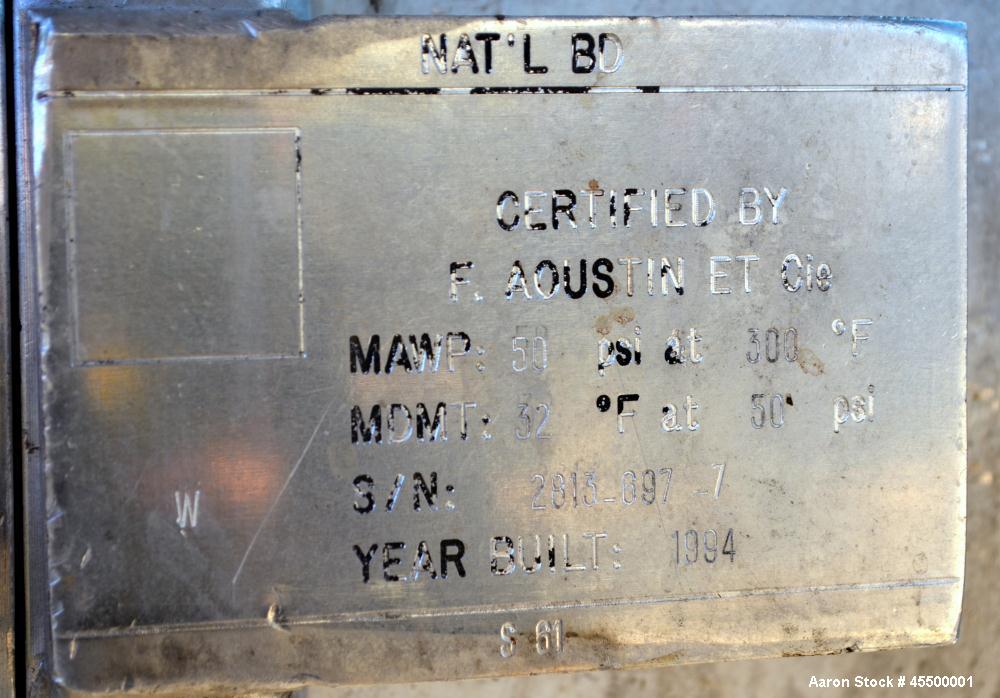 NAT'L BD
CERTIFIED BY
F. AOUSTIN ET Cie
MAWP: 50 psi at 300 °F
MDMT: 32 °F at 50 psi
S/N: 2813-697-7
YEAR BUILT: 1994
W
S 61
Aaron Stock # 45500001